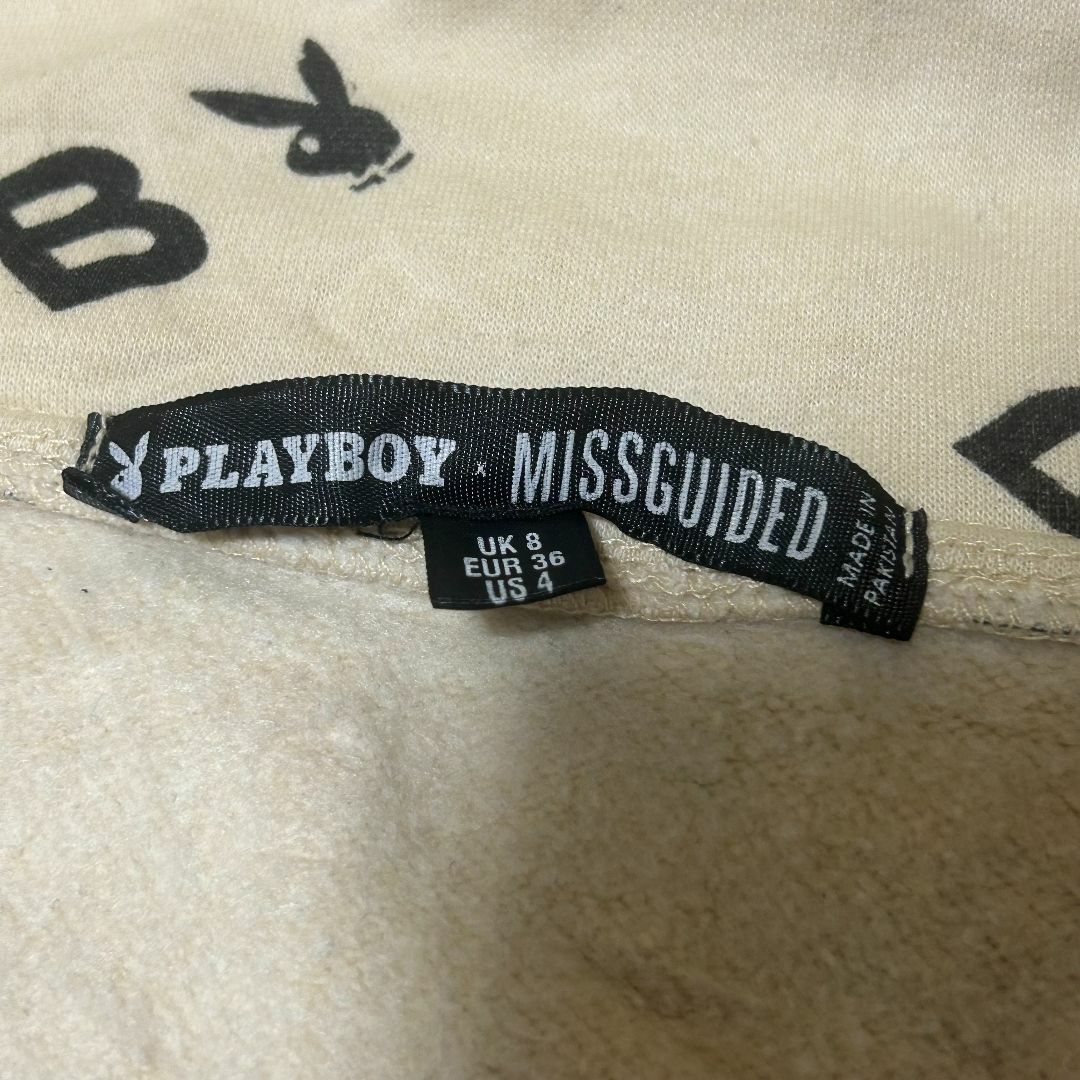 B
PLAYBOY x MISSGUIDED
MADE IN
PAKISTAN
UK 8
EUR 36
US 4